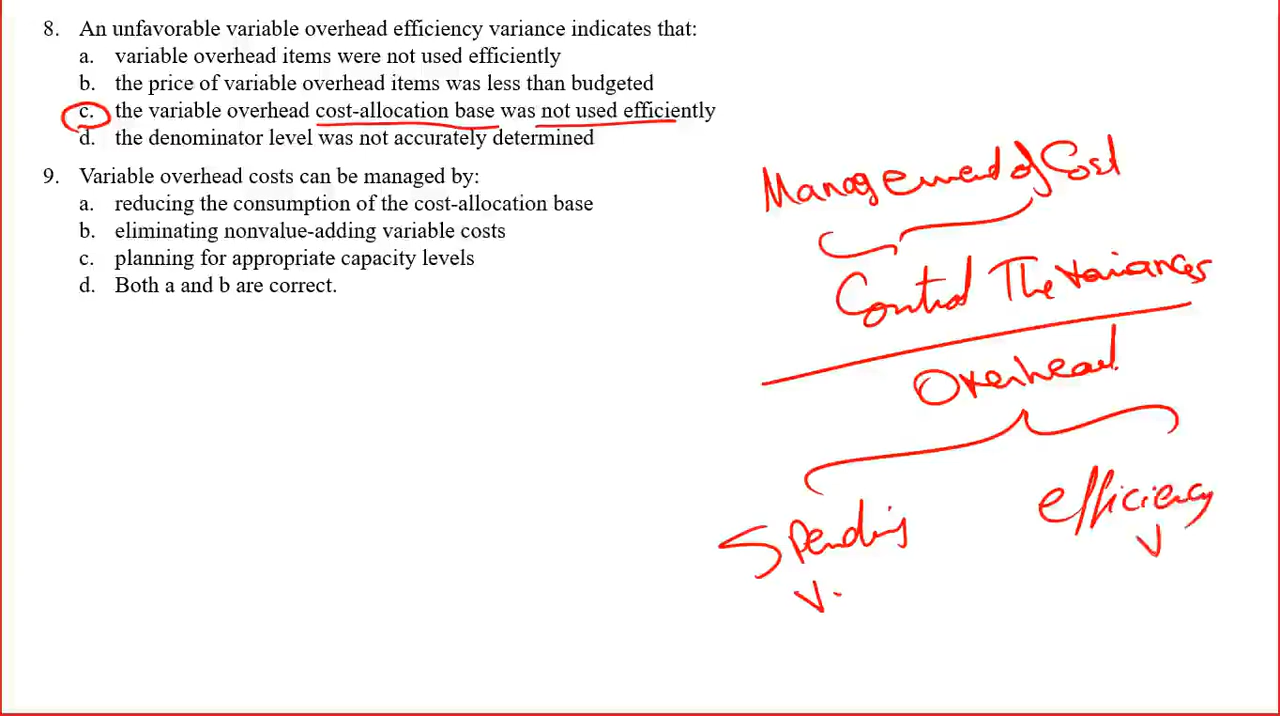 8. An unfavorable variable overhead efficiency variance indicates that:
a. variable overhead items were not used efficiently
b. the price of variable overhead items was less than budgeted
c. the variable overhead cost-allocation base was not used efficiently
d. the denominator level was not accurately determined
9. Variable overhead costs can be managed by:
a. reducing the consumption of the cost-allocation base
b. eliminating nonvalue-adding variable costs
c. planning for appropriate capacity levels
d. Both a and b are correct.
Management of Cost
Control The Variances
Overhead
Spending efficiency
V. V